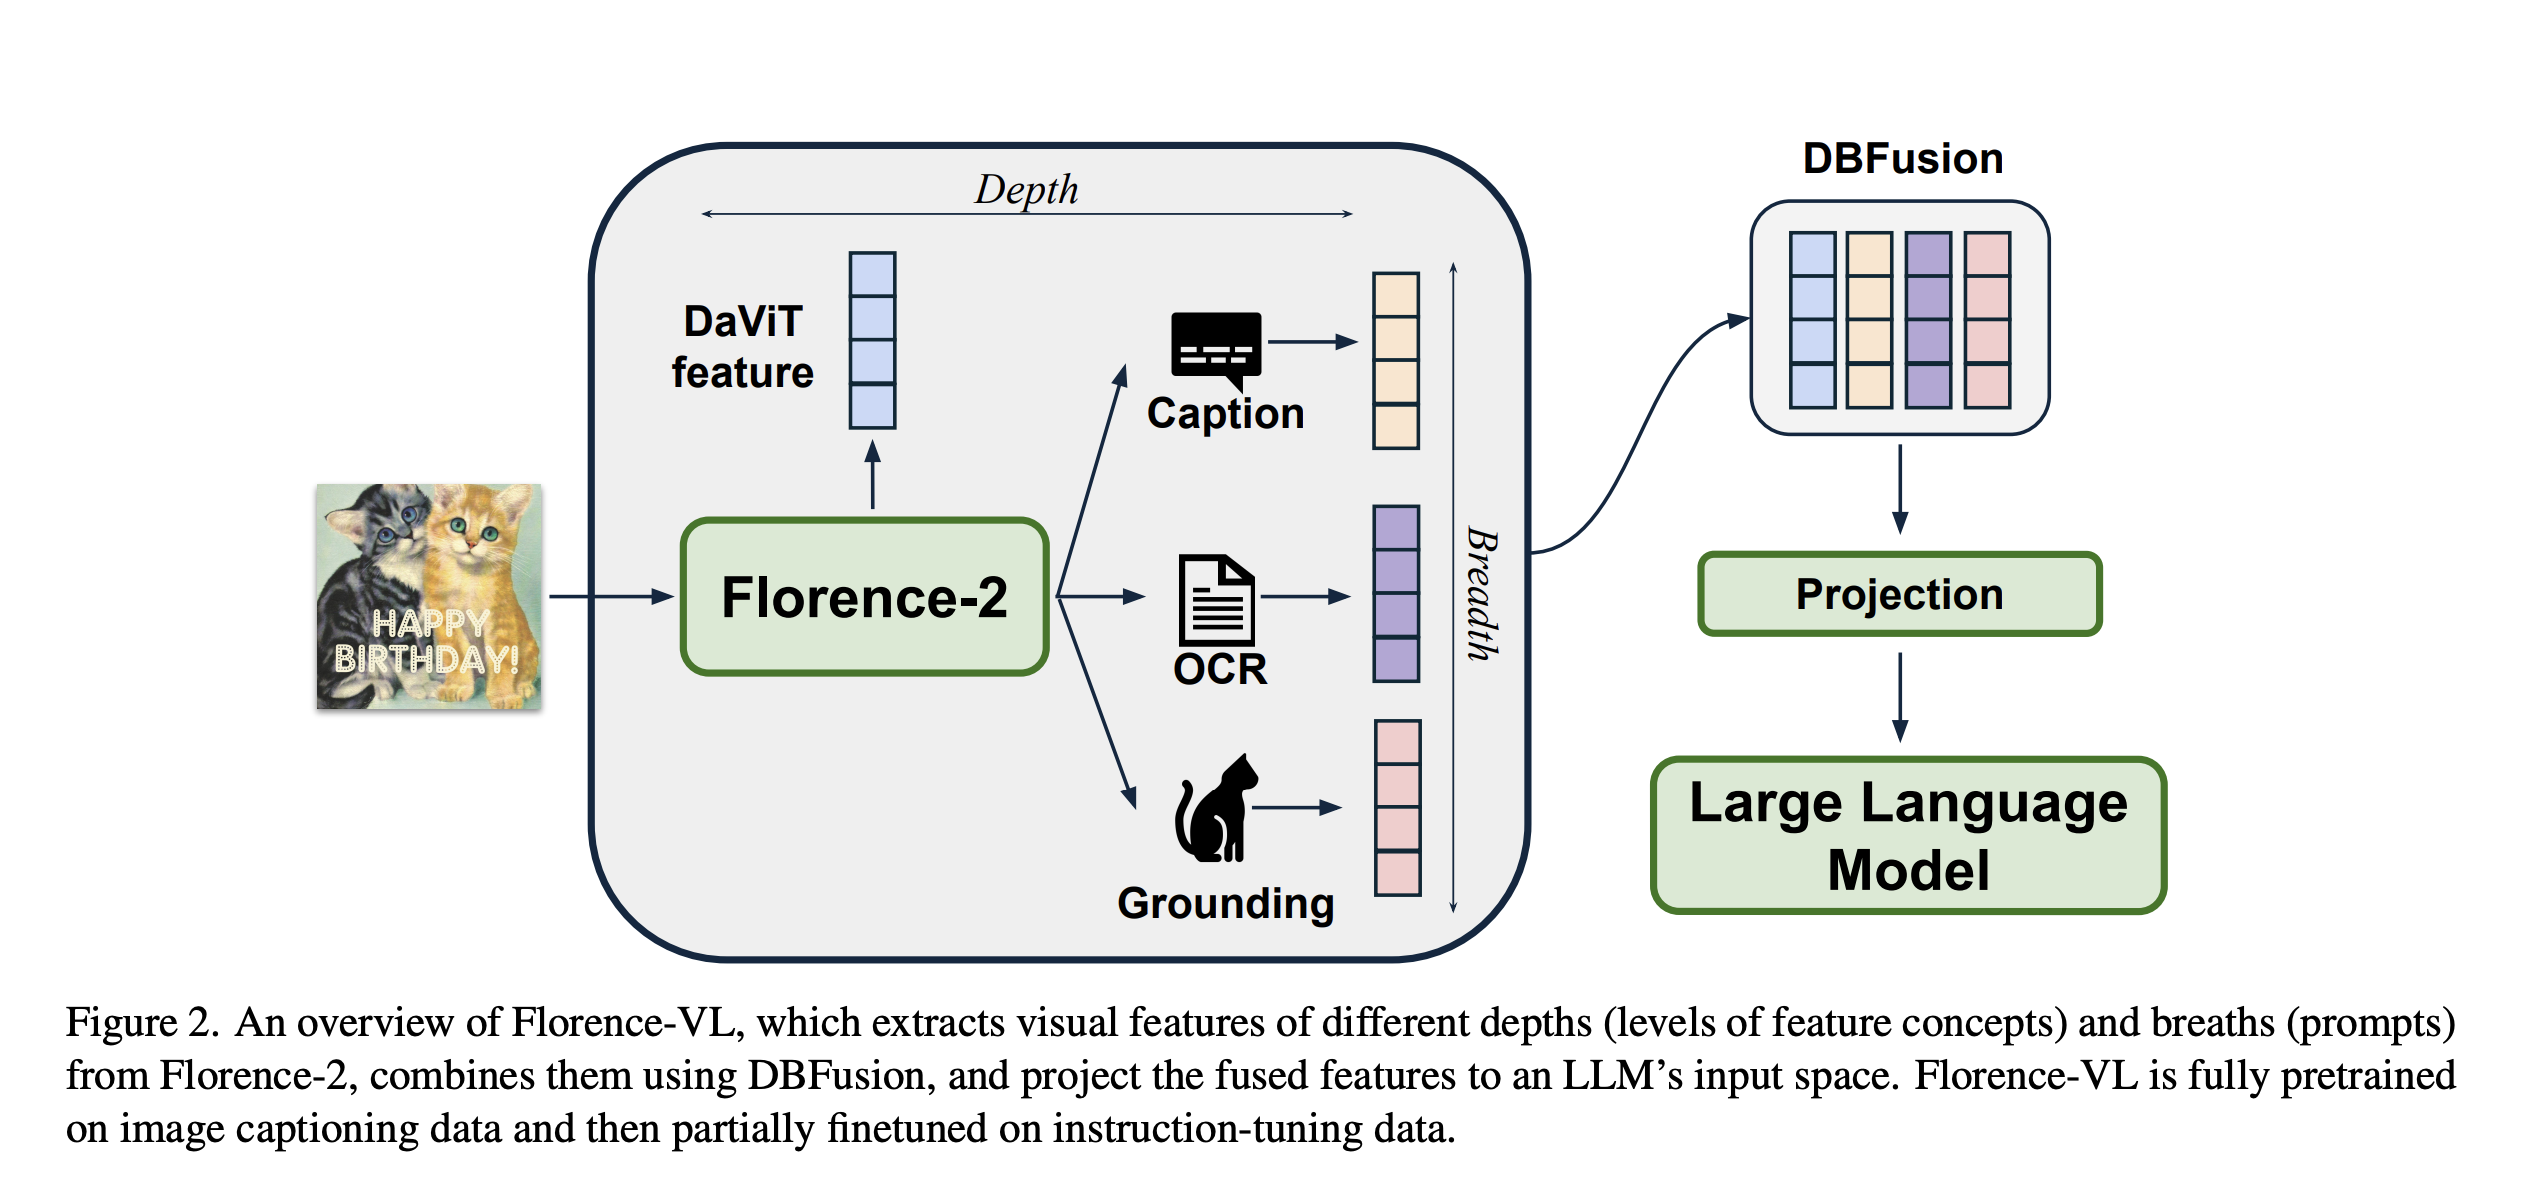 Depth
DBFusion
DaViT
feature
Caption
HAPPY
BIRTHDAY!
Florence-2
OCR
Breadth
Projection
Grounding
Large Language
Model
Figure 2. An overview of Florence-VL, which extracts visual features of different depths (levels of feature concepts) and breaths (prompts)
from Florence-2, combines them using DBFusion, and project the fused features to an LLM’s input space. Florence-VL is fully pretrained
on image captioning data and then partially finetuned on instruction-tuning data.